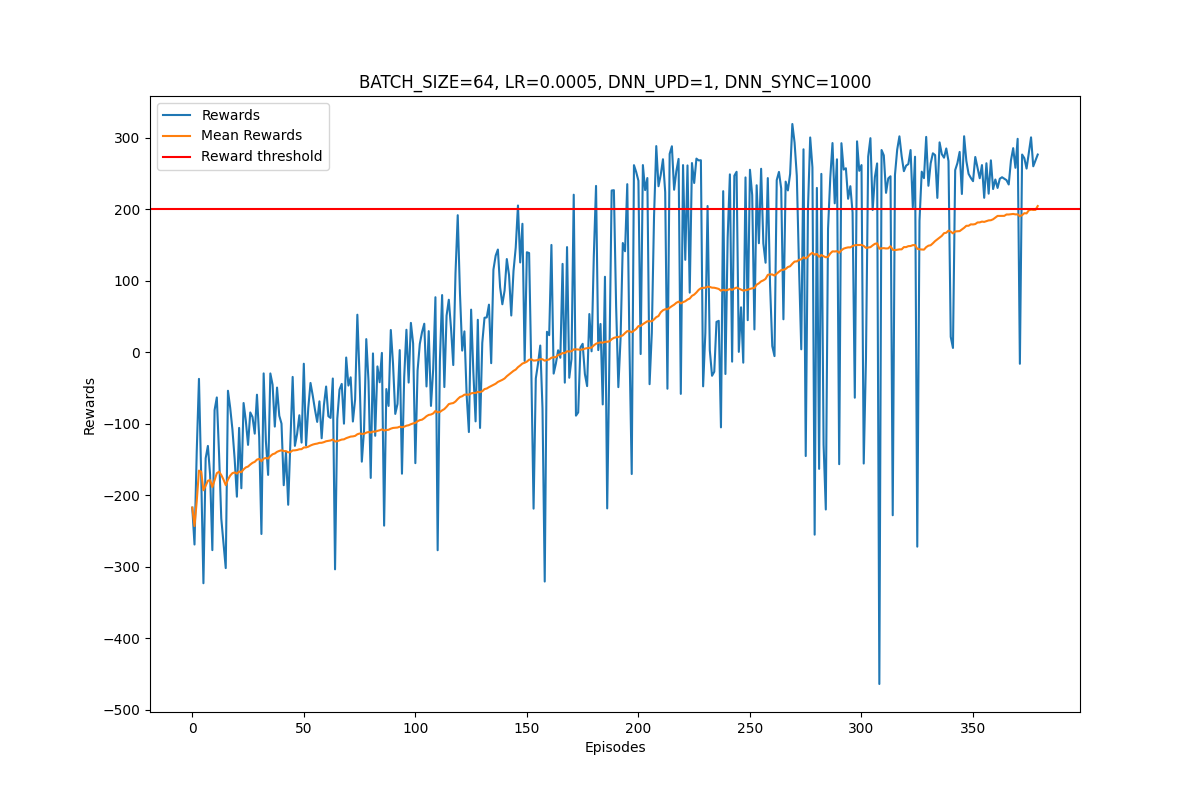 BATCH_SIZE=64, LR=0.0005, DNN_UPD=1, DNN_SYNC=1000
Rewards
Mean Rewards
Reward threshold
300
200
100
0
−100
−200
−300
−400
−500
Rewards
0 50 100 150 200 250 300 350
Episodes